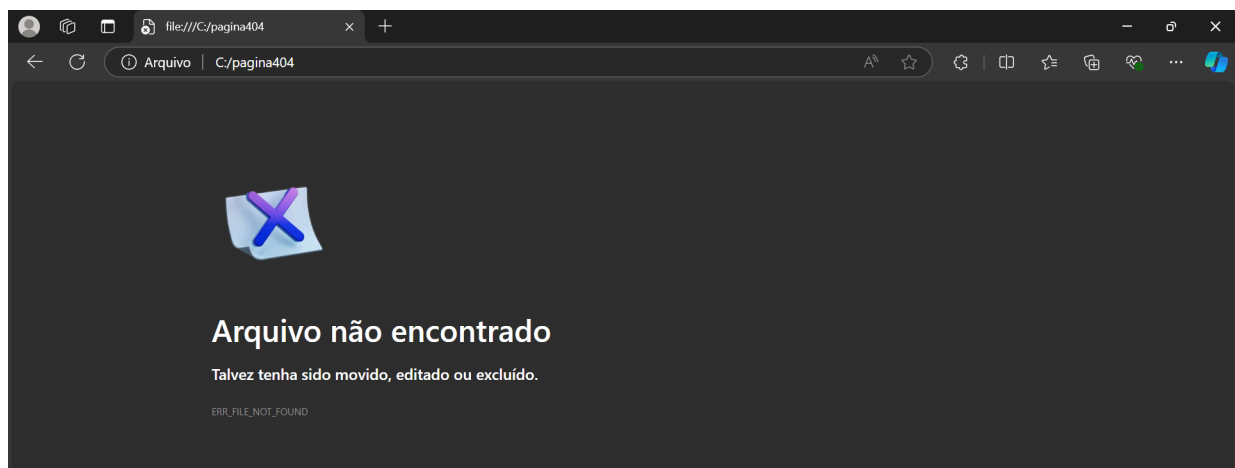 file:///C:/pagina404
Arquivo | C:/pagina404
Arquivo não encontrado
Talvez tenha sido movido, editado ou excluído.
ERR_FILE_NOT_FOUND